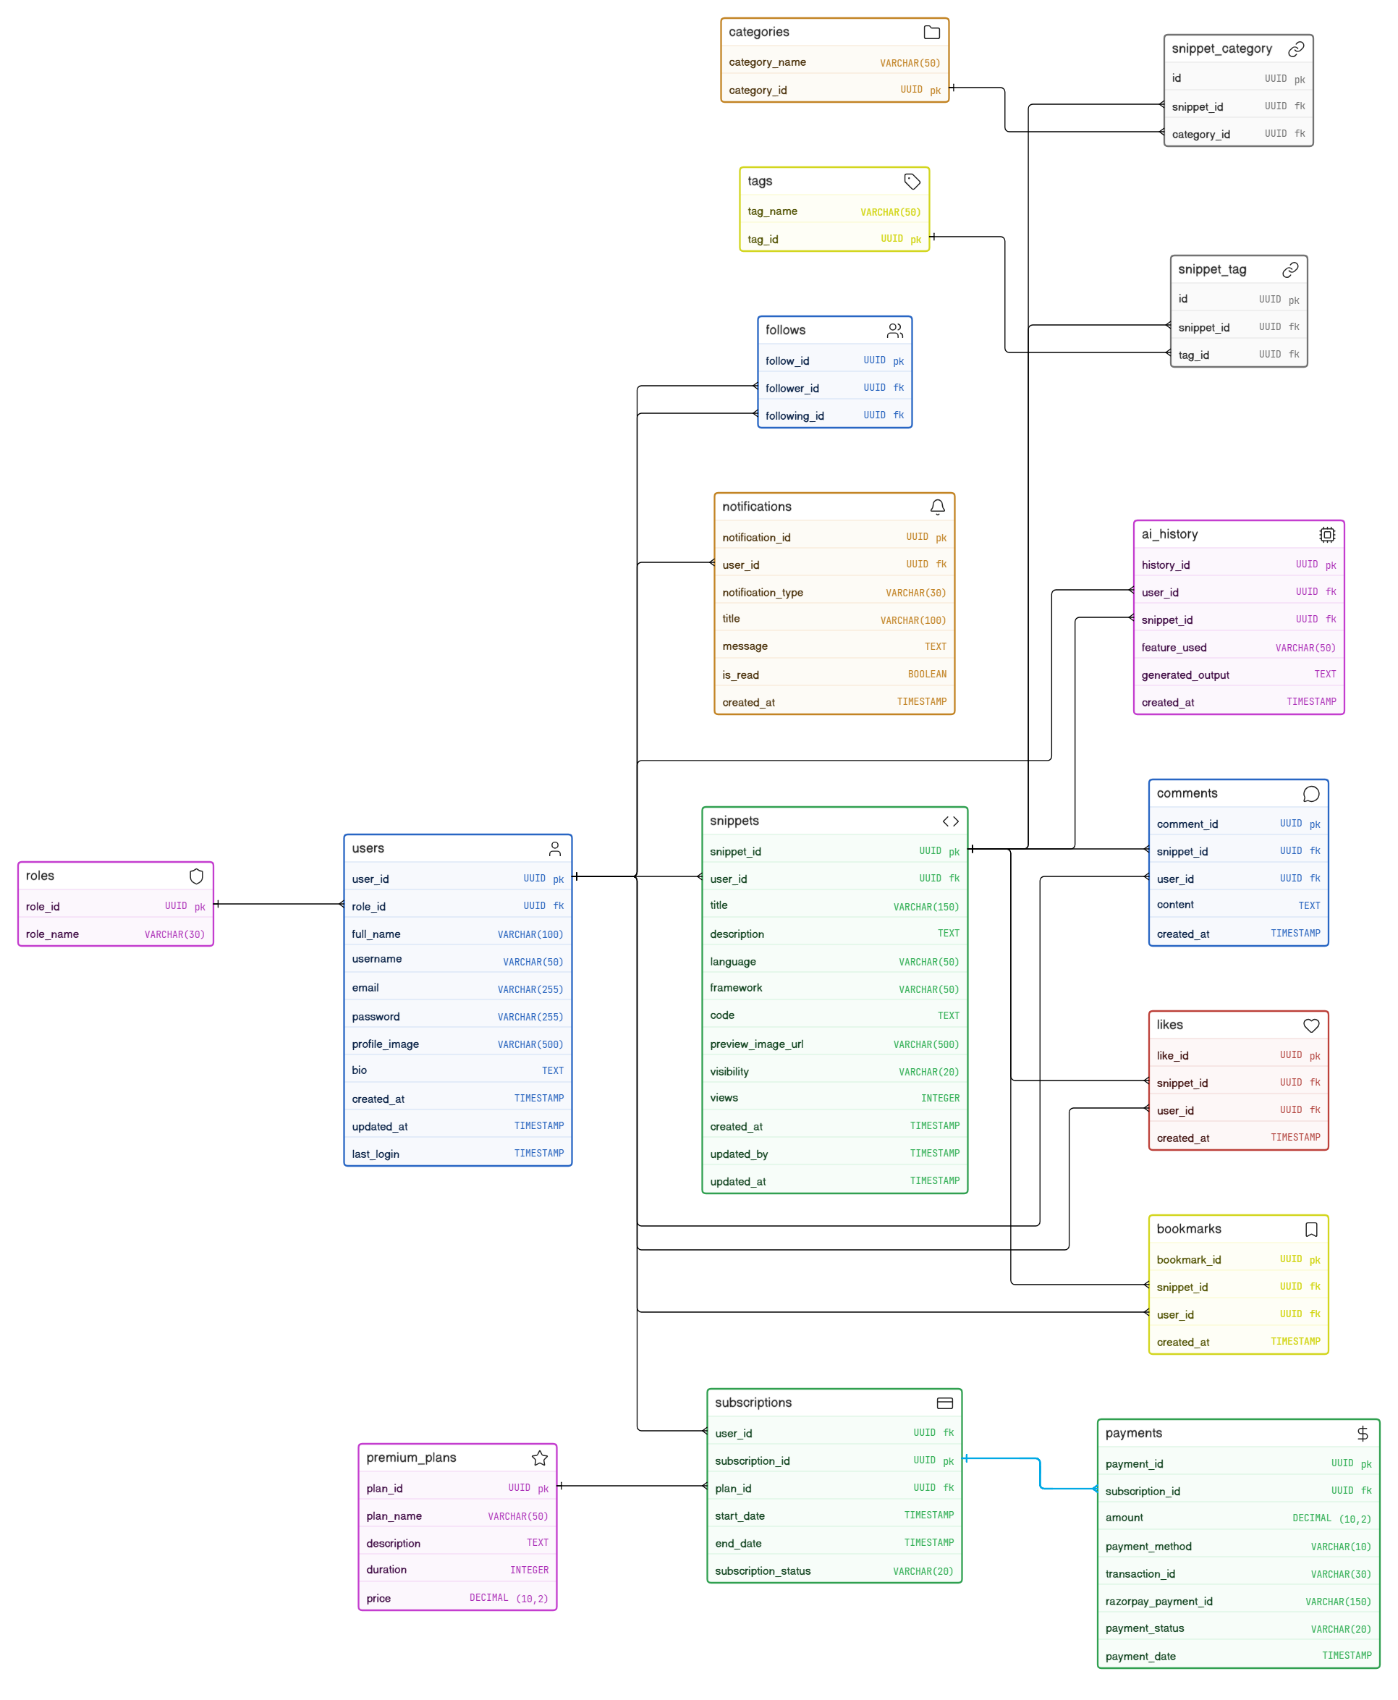 categories
category_name VARCHAR(50)
category_id UUID pk
snippet_category
id UUID pk
snippet_id UUID fk
category_id UUID fk
tags
tag_name VARCHAR(50)
tag_id UUID pk
snippet_tag
id UUID pk
snippet_id UUID fk
tag_id UUID fk
follows
follow_id UUID pk
follower_id UUID fk
following_id UUID fk
notifications
notification_id UUID pk
user_id UUID fk
notification_type VARCHAR(30)
title VARCHAR(100)
message TEXT
is_read BOOLEAN
created_at TIMESTAMP
ai_history
history_id UUID pk
user_id UUID fk
snippet_id UUID fk
feature_used VARCHAR(50)
generated_output TEXT
created_at TIMESTAMP
roles
role_id UUID pk
role_name VARCHAR(30)
users
user_id UUID pk
role_id UUID fk
full_name VARCHAR(100)
username VARCHAR(50)
email VARCHAR(255)
password VARCHAR(255)
profile_image VARCHAR(500)
bio TEXT
created_at TIMESTAMP
updated_at TIMESTAMP
last_login TIMESTAMP
snippets
snippet_id UUID pk
user_id UUID fk
title VARCHAR(150)
description TEXT
language VARCHAR(50)
framework VARCHAR(50)
code TEXT
preview_image_url VARCHAR(500)
visibility VARCHAR(20)
views INTEGER
created_at TIMESTAMP
updated_by TIMESTAMP
updated_at TIMESTAMP
comments
comment_id UUID pk
snippet_id UUID fk
user_id UUID fk
content TEXT
created_at TIMESTAMP
likes
like_id UUID pk
snippet_id UUID fk
user_id UUID fk
created_at TIMESTAMP
bookmarks
bookmark_id UUID pk
snippet_id UUID fk
user_id UUID fk
created_at TIMESTAMP
premium_plans
plan_id UUID pk
plan_name VARCHAR(50)
description TEXT
duration INTEGER
price DECIMAL (10,2)
subscriptions
user_id UUID fk
subscription_id UUID pk
plan_id UUID fk
start_date TIMESTAMP
end_date TIMESTAMP
subscription_status VARCHAR(20)
payments
payment_id UUID pk
subscription_id UUID fk
amount DECIMAL (10,2)
payment_method VARCHAR(10)
transaction_id VARCHAR(30)
razorpay_payment_id VARCHAR(150)
payment_status VARCHAR(20)
payment_date TIMESTAMP